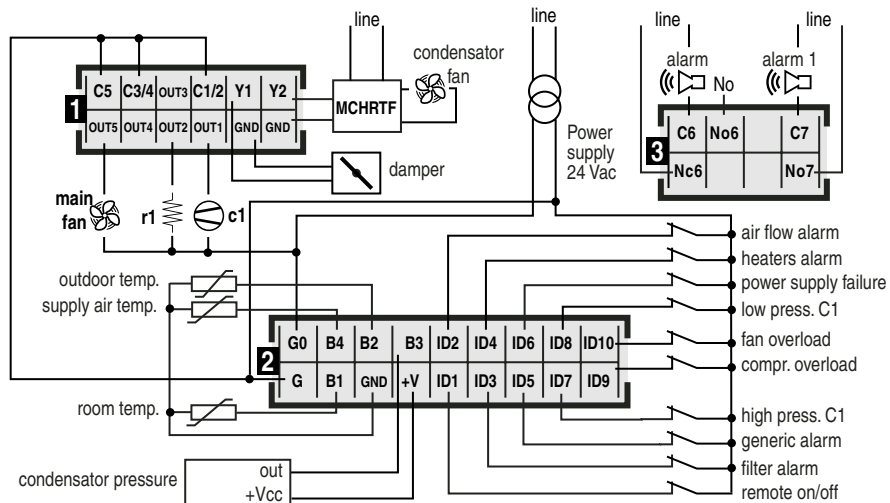 line
line
line
condensator
fan
alarm
No
alarm 1
C5 C3/4 OUT3 C1/2 Y1 Y2
1
OUT5 OUT4 OUT2 OUT1 GND GND
MCHRTF
Power
supply
24 Vac
C6 No6 C7
3
Nc6 No7
damper
main
fan
r1
c1
air flow alarm
heaters alarm
power supply failure
low press. C1
fan overload
compr. overload
outdoor temp.
supply air temp.
G0 B4 B2 B3 ID2 ID4 ID6 ID8 ID10
2
G B1 GND +V ID1 ID3 ID5 ID7 ID9
room temp.
high press. C1
generic alarm
filter alarm
remote on/off
condensator pressure
out
+Vcc